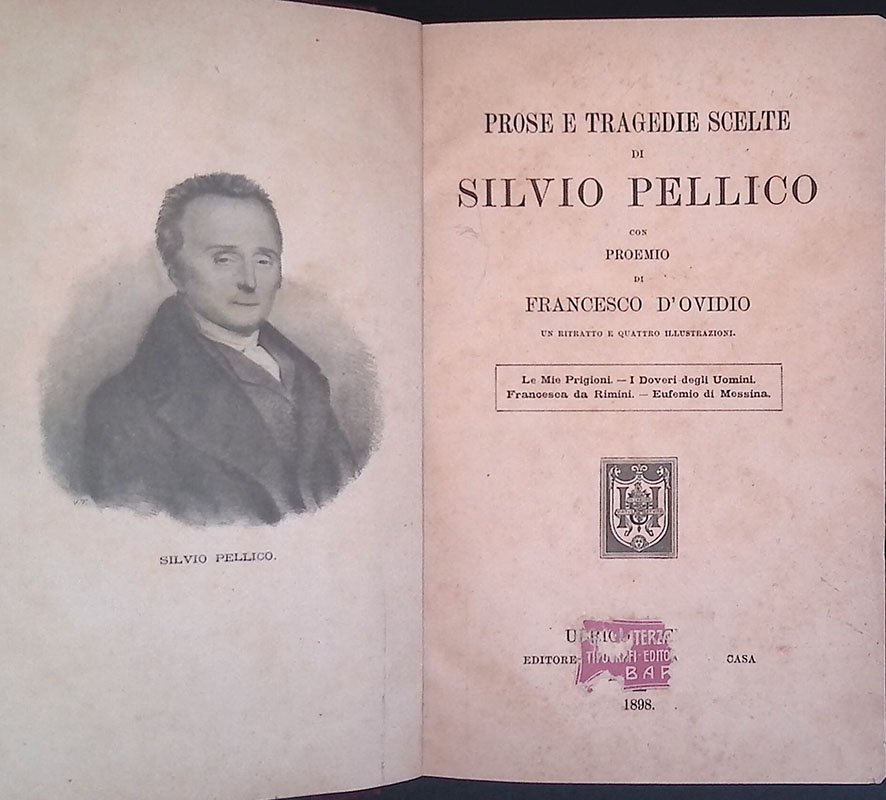 SILVIO PELLICO.
PROSE E TRAGEDIE SCELTE
DI
SILVIO PELLICO
CON
PROEMIO
DI
FRANCESCO D'OVIDIO
UN RITRATTO E QUATTRO ILLUSTRAZIONI.
Le Mie Prigioni. — I Doveri degli Uomini.
Francesca da Rimini. — Eufemio di Messina.
EDITORE
CASA
1898.